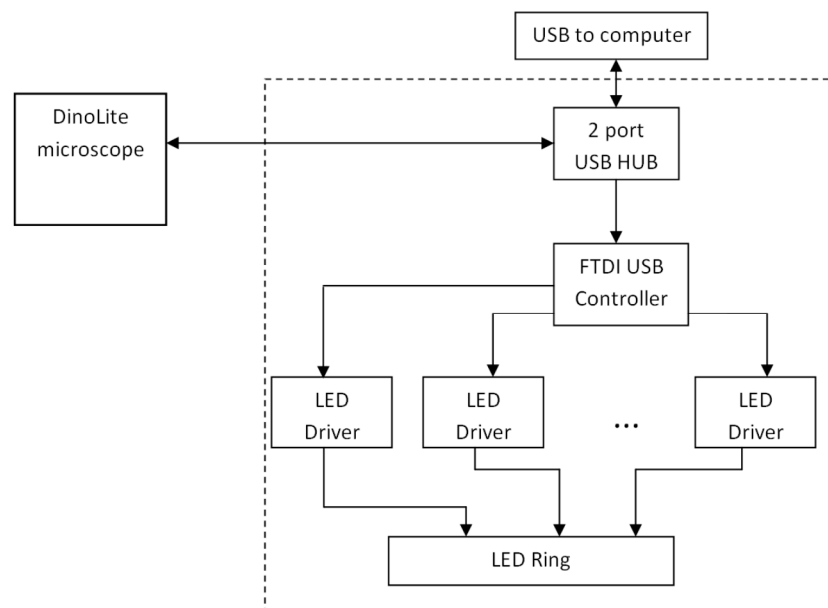 USB to computer
DinoLite
microscope
2 port
USB HUB
FTDI USB
Controller
LED
Driver
LED
Driver
...
LED
Driver
LED Ring